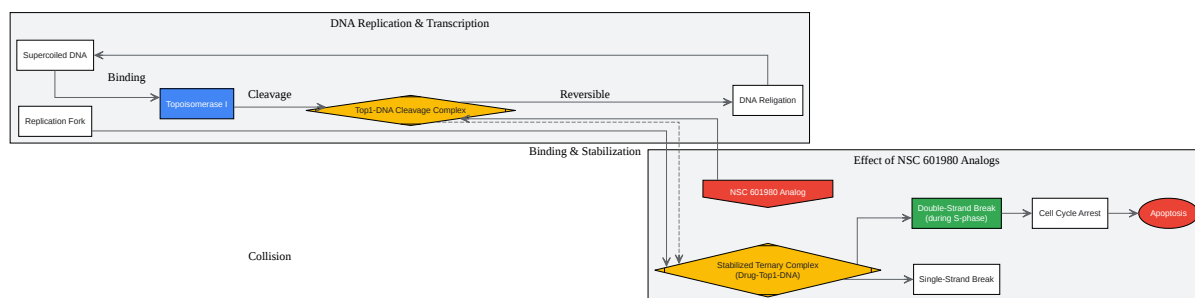 DNA Replication & Transcription
Supercoiled DNA
Binding
Topoisomerase I
Cleavage
Top1-DNA Cleavage Complex
Reversible
DNA Religation
Replication Fork
Binding & Stabilization
Effect of NSC 601980 Analogs
NSC 601980 Analog
Double-Strand Break
(during S-phase)
Cell Cycle Arrest
Apoptosis
Collision
Stabilized Ternary Complex
(Drug-Top1-DNA)
Single-Strand Break